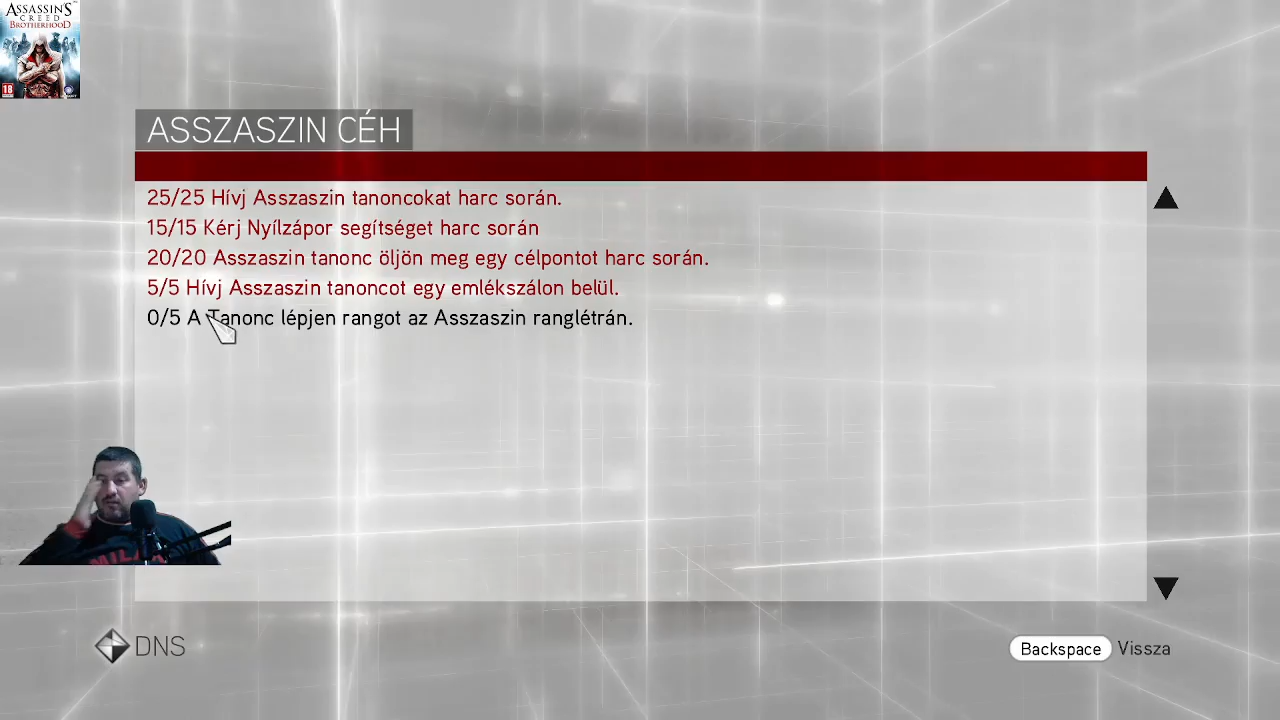 ASSASSIN'S
CREED
BROTHERHOOD
18
ASSZASZIN CÉH
25/25 Hívj Asszaszin tanoncokat harc során.
15/15 Kérj Nyílzápor segítséget harc során
20/20 Asszaszin tanonc öljön meg egy célpontot harc során.
5/5 Hívj Asszaszin tanoncot egy emlékszálon belül.
0/5 A Tanonc lépjen rangot az Asszaszin ranglétrán.
DNS
Backspace Vissza